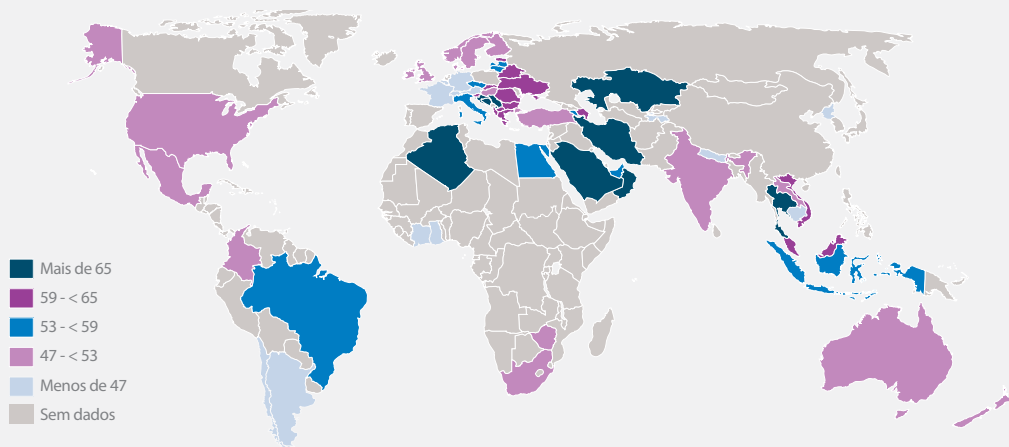 Mais de 65
59 - < 65
53 - < 59
47 - < 53
Menos de 47
Sem dados